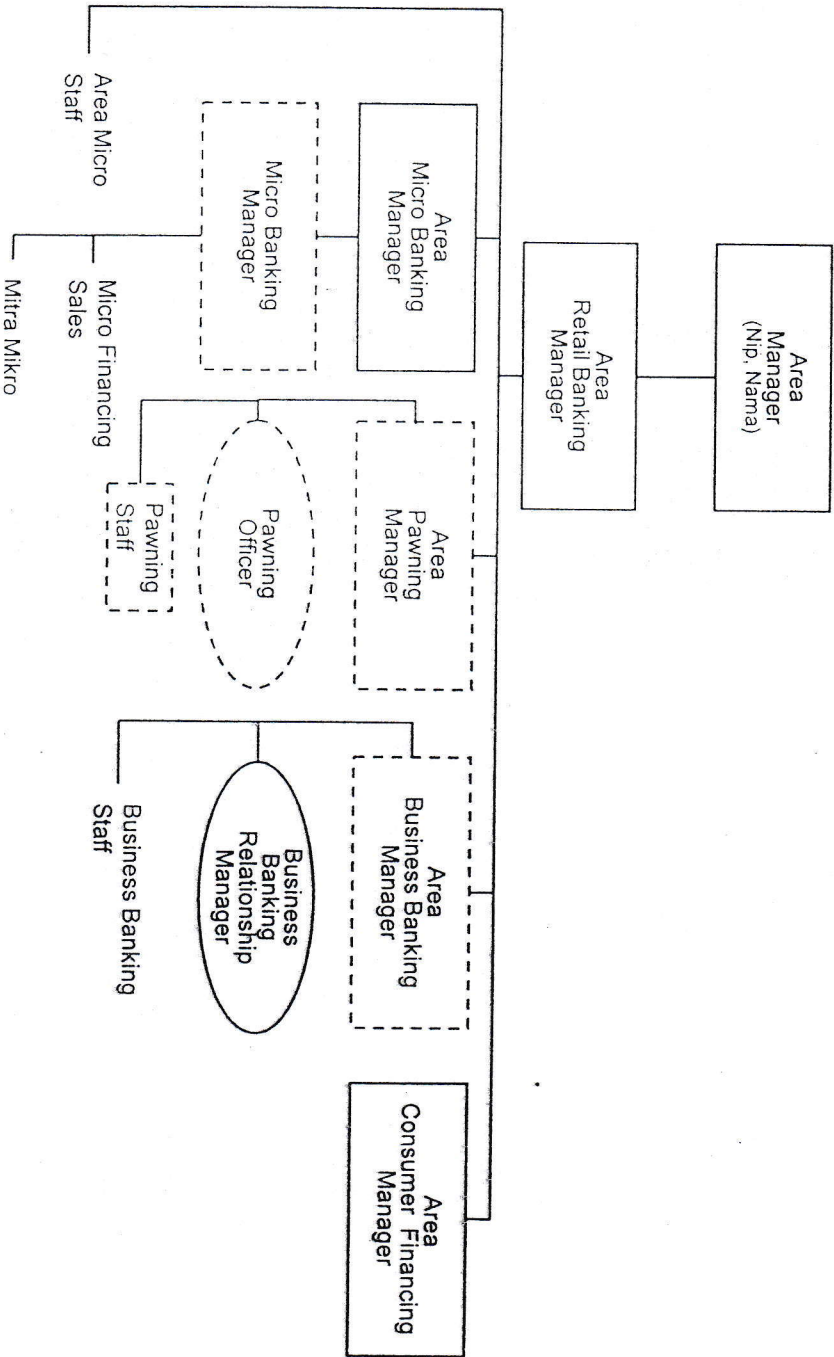 Area
Manager
(Nip, Nama)
Area
Retail Banking
Manager
Area
Micro Banking
Manager
Area
Pawning
Manager
Area
Business Banking
Manager
Area
Consumer Financing
Manager
Micro Banking
Manager
Pawning
Officer
Business
Banking
Relationship
Manager
Area Micro
Staff
Micro Financing
Sales
Pawning
Staff
Business Banking
Staff
Mitra Mikro